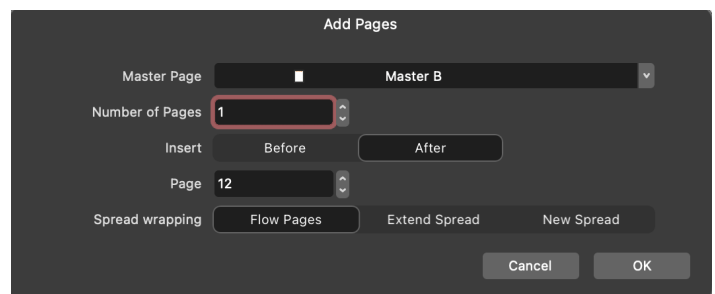 Add Pages
Master Page Master B
Number of Pages 1
Insert Before After
Page 12
Spread wrapping Flow Pages Extend Spread New Spread
Cancel OK